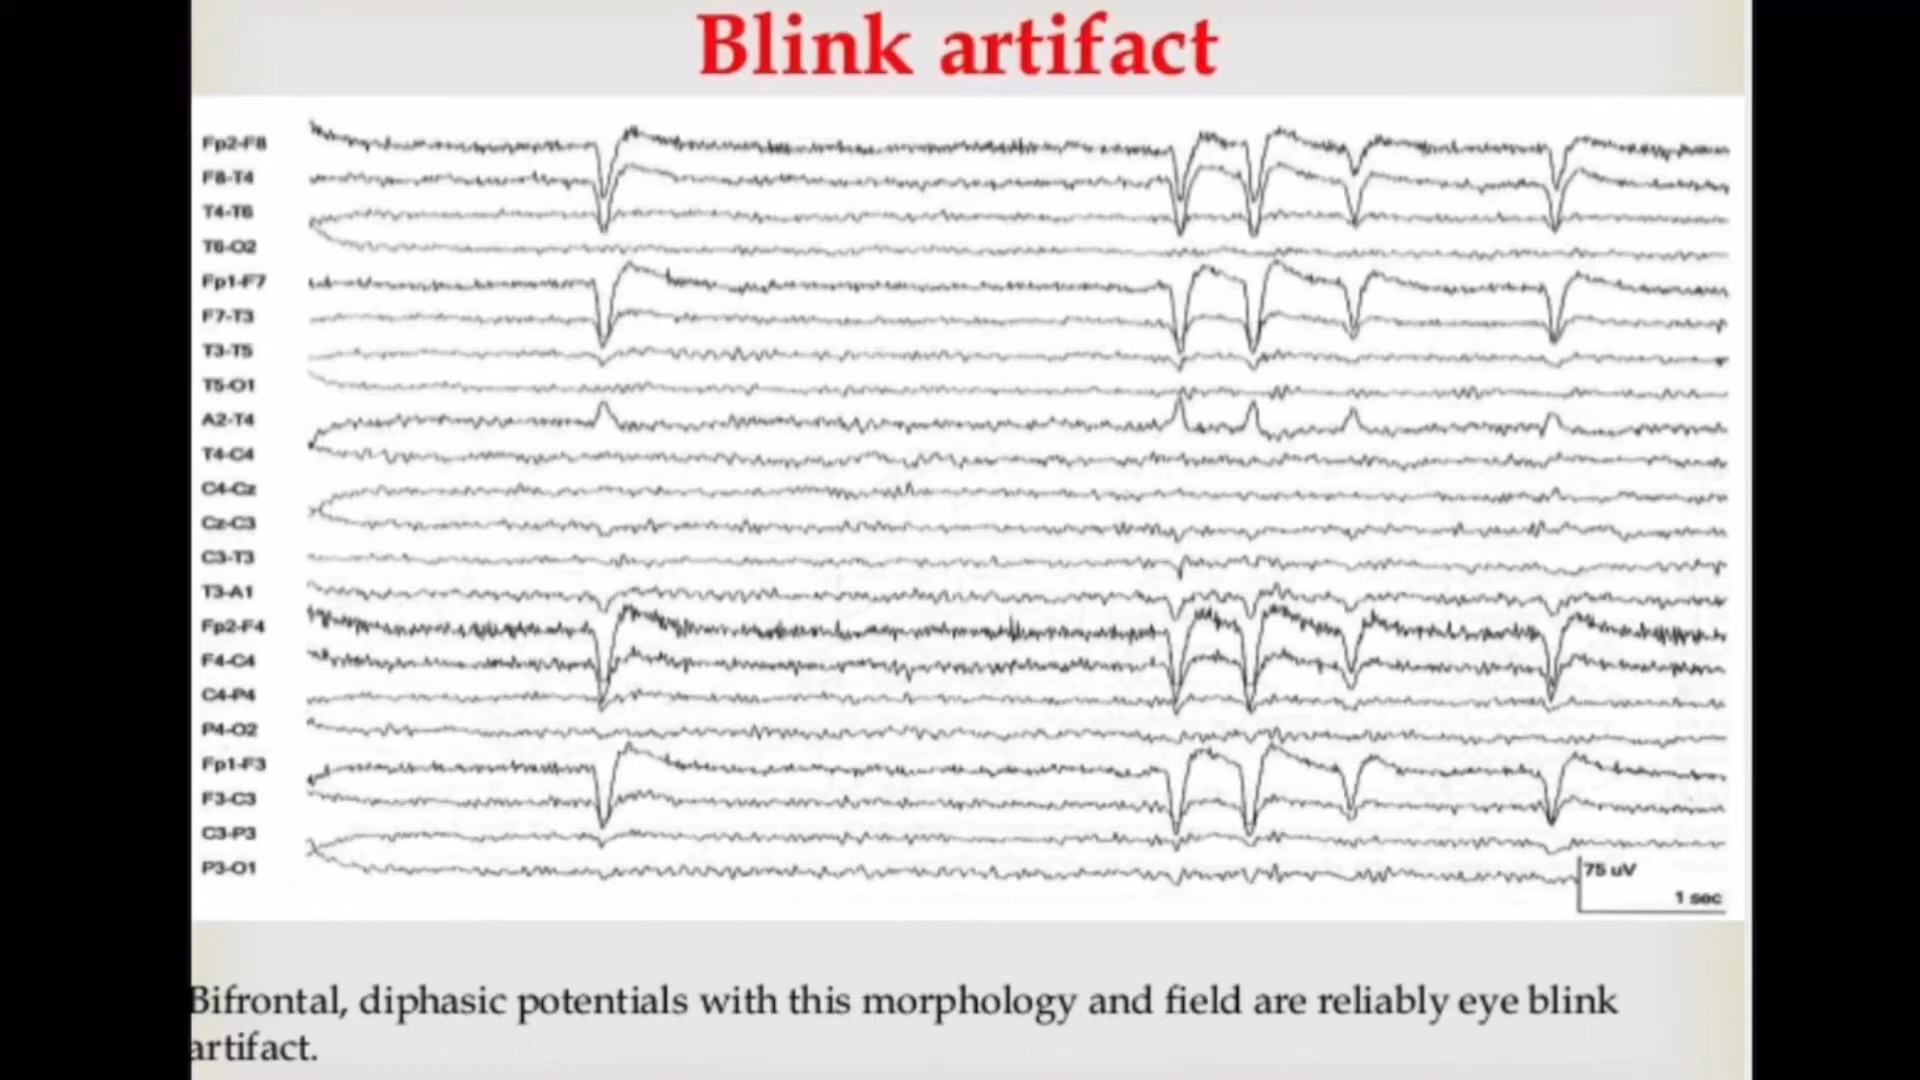 Blink artifact
Fp2-F8
F8-T4
T4-T6
T6-O2
Fp1-F7
F7-T3
T3-T5
T5-O1
A2-T4
T4-C4
C4-Cz
Cz-C3
C3-T3
T3-A1
Fp2-F4
F4-C4
C4-P4
P4-O2
Fp1-F3
F3-C3
C3-P3
P3-O1
75 uV
1 sec
Bifrontal, diphasic potentials with this morphology and field are reliably eye blink
artifact.